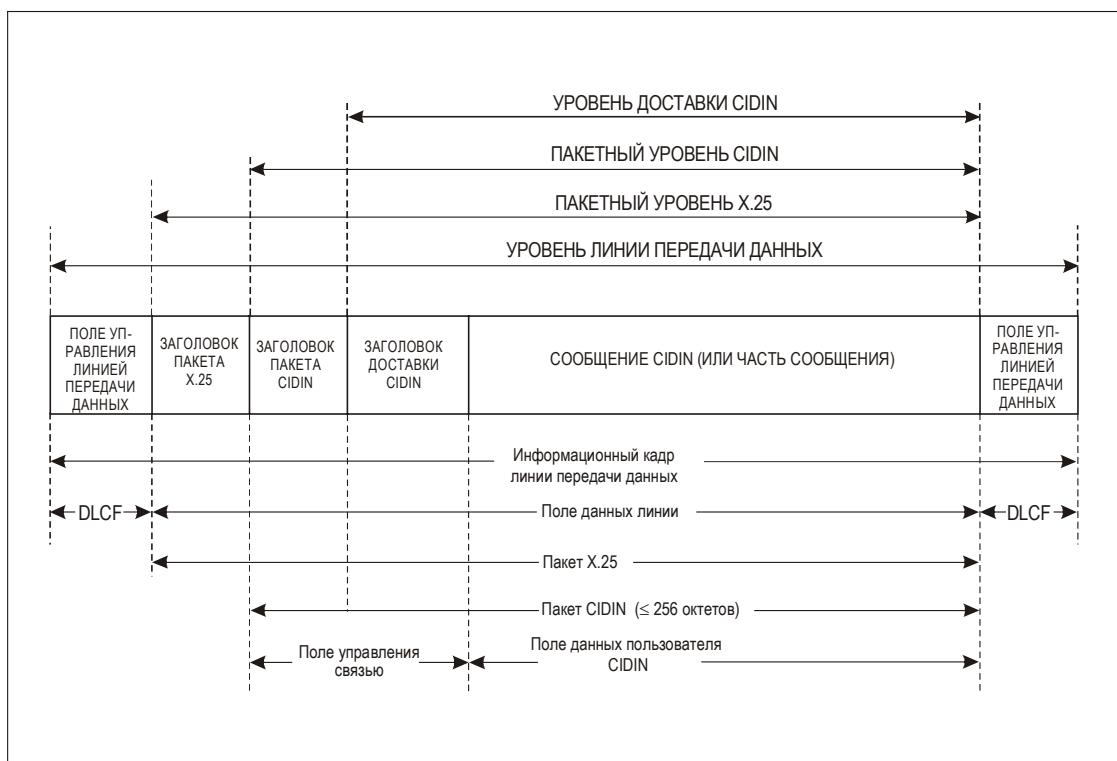 УРОВЕНЬ ДОСТАВКИ CIDIN
ПАКЕТНЫЙ УРОВЕНЬ CIDIN
ПАКЕТНЫЙ УРОВЕНЬ X.25
УРОВЕНЬ ЛИНИИ ПЕРЕДАЧИ ДАННЫХ
ПОЛЕ УП-
РАВЛЕНИЯ
ЛИНИЕЙ
ПЕРЕДАЧИ
ДАННЫХ
ЗАГОЛОВОК
ПАКЕТА
X.25
ЗАГОЛОВОК
ПАКЕТА
CIDIN
ЗАГОЛОВОК
ДОСТАВКИ
CIDIN
СООБЩЕНИЕ CIDIN (ИЛИ ЧАСТЬ СООБЩЕНИЯ)
ПОЛЕ УП-
РАВЛЕНИЯ
ЛИНИЕЙ
ПЕРЕДАЧИ
ДАННЫХ
Информационный кадр
линии передачи данных
DLCF
Поле данных линии
DLCF
Пакет X.25
Пакет CIDIN (≤ 256 октетов)
Поле управления
связью
Поле данных пользователя
CIDIN